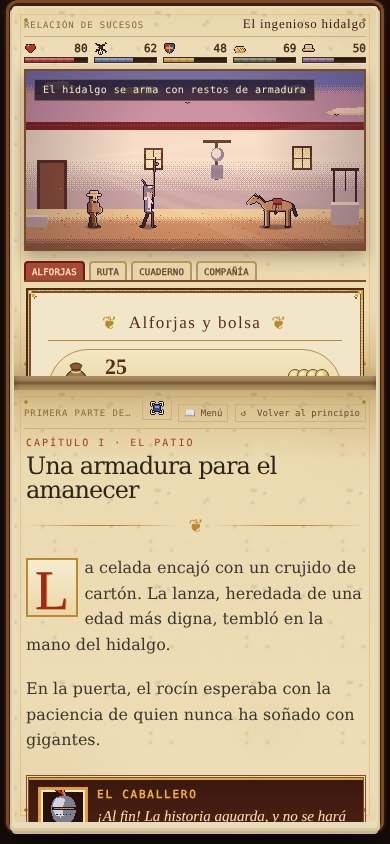 RELACIÓN DE SUCESOS
El ingenioso hidalgo
80 62 48 69 50
El hidalgo se arma con restos de armadura
ALFORJAS RUTA CUADERNO COMPAÑÍA
Alforjas y bolsa
25
PRIMERA PARTE DE…
Menú
↺ Volver al principio
CAPÍTULO I · EL PATIO
Una armadura para el
amanecer
La celada encajó con un crujido de
cartón. La lanza, heredada de una
edad más digna, tembló en la
mano del hidalgo.
En la puerta, el rocín esperaba con la
paciencia de quien nunca ha soñado con
gigantes.
EL CABALLERO
¡Al fin! La historia aguarda, y no se hará